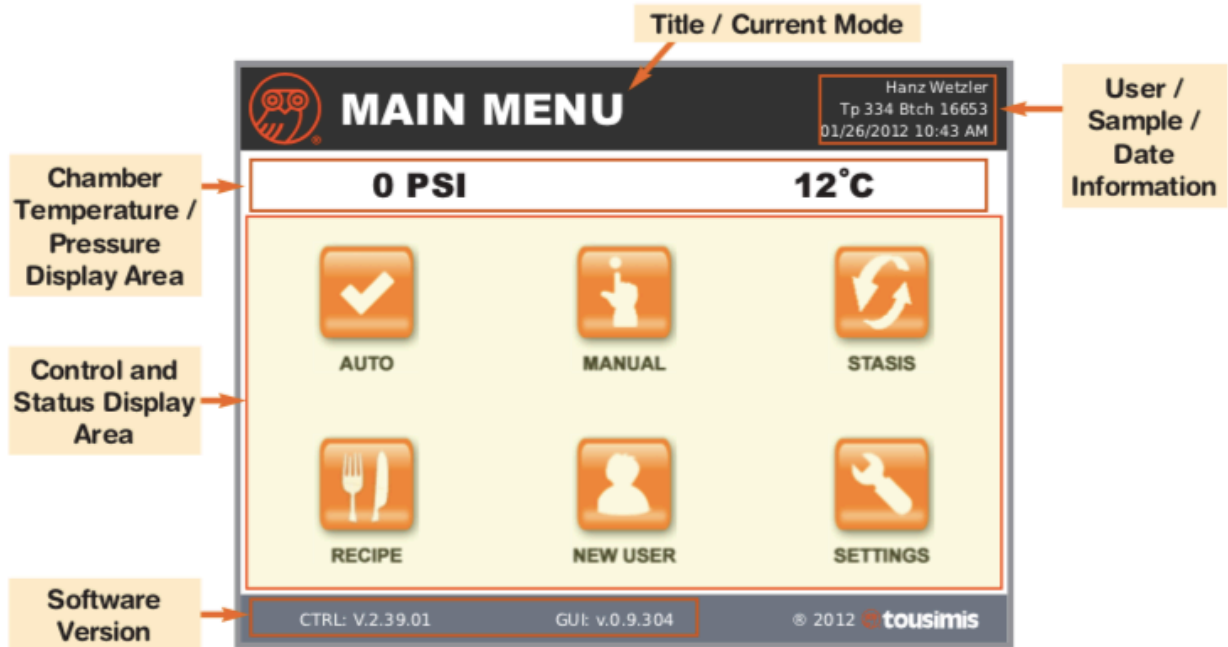 Title / Current Mode
MAIN MENU
Hanz Wetzler
Tp 334 Btch 16653
01/26/2012 10:43 AM
User /
Sample /
Date
Information
Chamber
Temperature /
Pressure
Display Area
0 PSI 12°C
AUTO MANUAL STASIS
Control and
Status Display
Area
RECIPE NEW USER SETTINGS
Software
Version
CTRL: V.2.39.01 GUI: v.0.9.304 ® 2012 tousimis